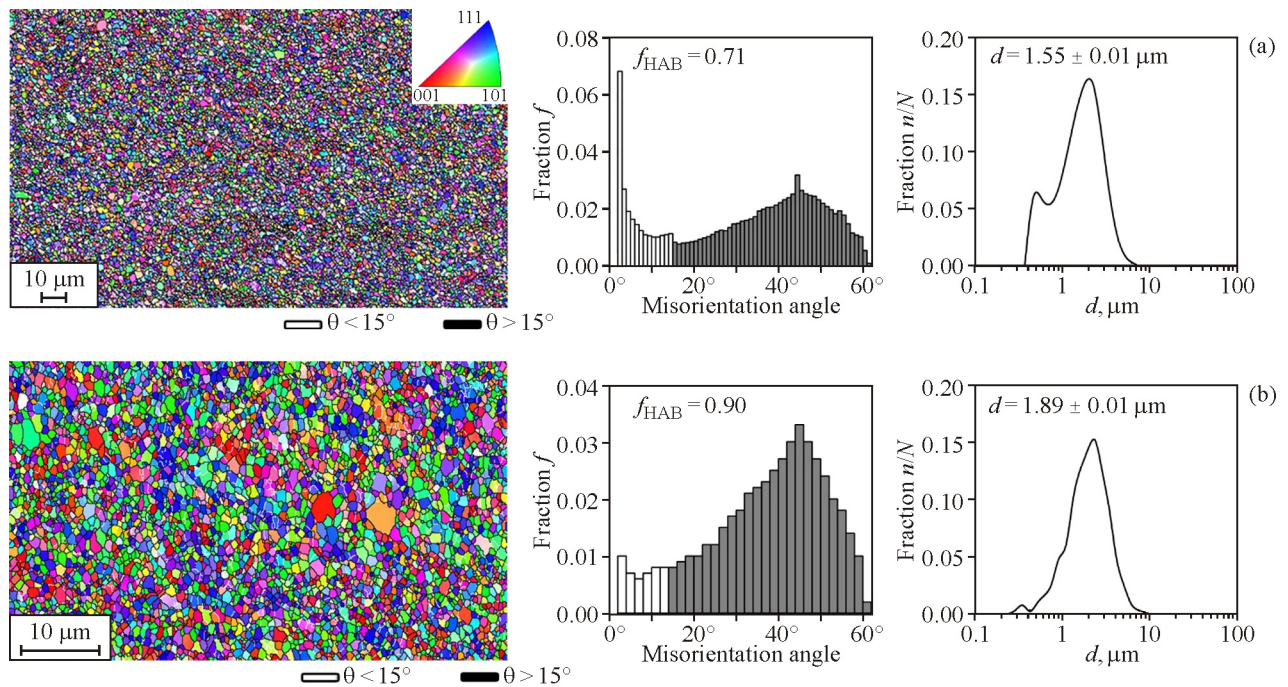 111
001
101
10 μm
θ < 15°
θ > 15°
0.08
0.06
0.04
0.02
0.00
Fraction f
f_HAB = 0.71
0°
20°
40°
60°
Misorientation angle
0.20
0.15
0.10
0.05
0.00
Fraction n/N
d = 1.55 ± 0.01 μm
0.1
1
10
100
d, μm
(a)
10 μm
θ < 15°
θ > 15°
0.04
0.03
0.02
0.01
0.00
Fraction f
f_HAB = 0.90
0°
20°
40°
60°
Misorientation angle
0.20
0.15
0.10
0.05
0.00
Fraction n/N
d = 1.89 ± 0.01 μm
0.1
1
10
100
d, μm
(b)